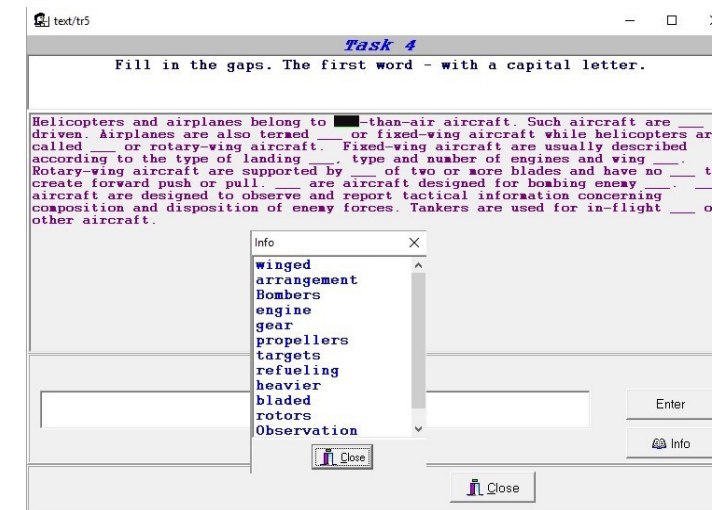 text/tr5
Task 4
Fill in the gaps. The first word - with a capital letter.
Helicopters and airplanes belong to -than-air aircraft. Such aircraft are ___
driven. Airplanes are also termed ___ or fixed-wing aircraft while helicopters ar
called ___ or rotary-wing aircraft. Fixed-wing aircraft are usually described
according to the type of landing ___, type and number of engines and wing ___.
Rotary-wing aircraft are supported by ___ of two or more blades and have no ___ t
create forward push or pull. ___ are aircraft designed for bombing enemy ___. __
aircraft are designed to observe and report tactical information concerning
composition and disposition of enemy forces. Tankers are used for in-flight ___ o
other aircraft.
Info
winged
arrangement
Bombers
engine
gear
propellers
targets
refueling
heavier
bladed
rotors
Observation
Close
Enter
Info
Close